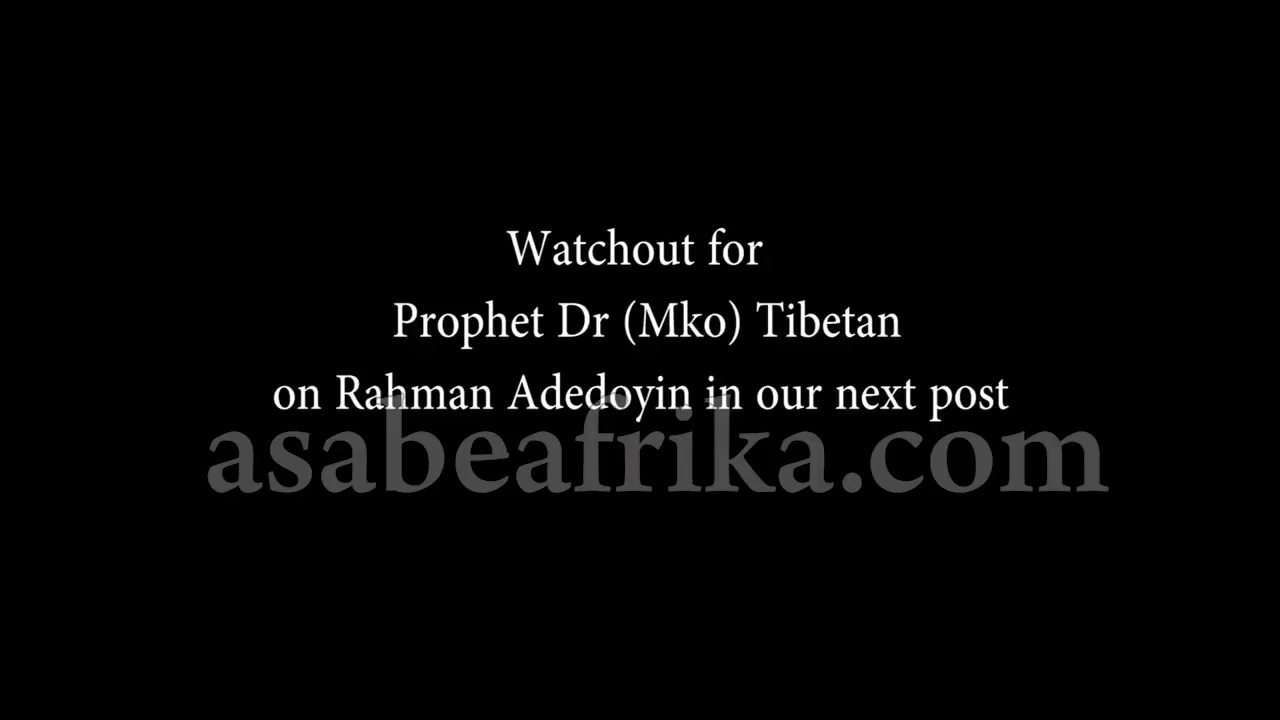 Watchout for
Prophet Dr (Mko) Tibetan
on Rahman Adedoyin in our next post
asabeafrika.com